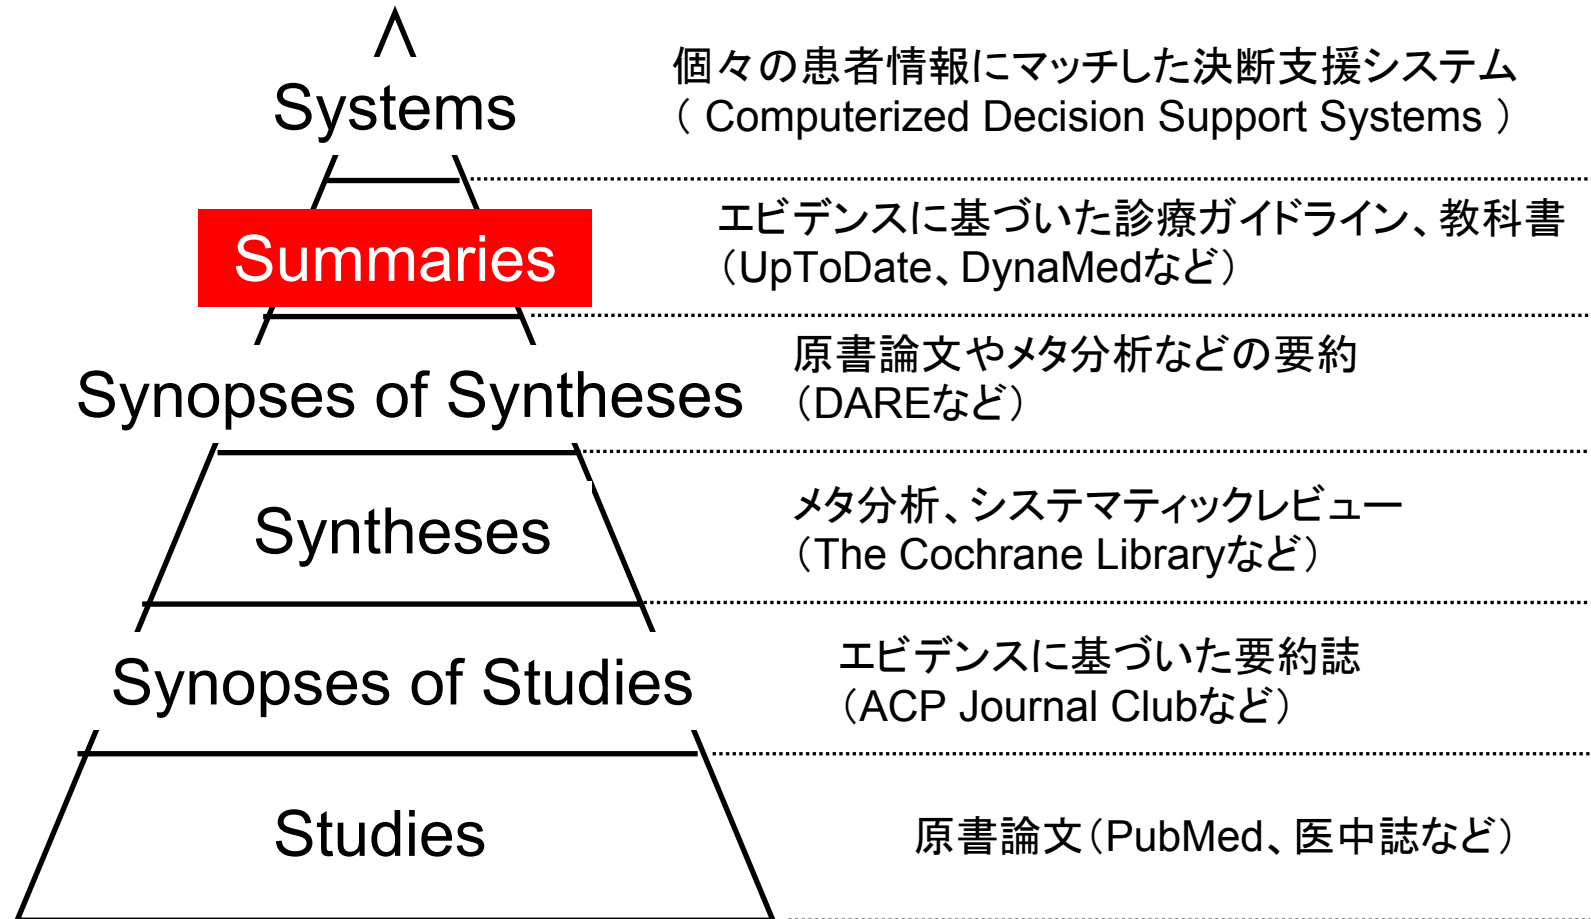 Systems
個々の患者情報にマッチした決断支援システム
（ Computerized Decision Support Systems ）
Summaries
エビデンスに基づいた診療ガイドライン、教科書
（UpToDate、DynaMedなど）
Synopses of Syntheses
原書論文やメタ分析などの要約
（DAREなど）
Syntheses
メタ分析、システマティックレビュー
（The Cochrane Libraryなど）
Synopses of Studies
エビデンスに基づいた要約誌
（ACP Journal Clubなど）
Studies
原書論文（PubMed、医中誌など）